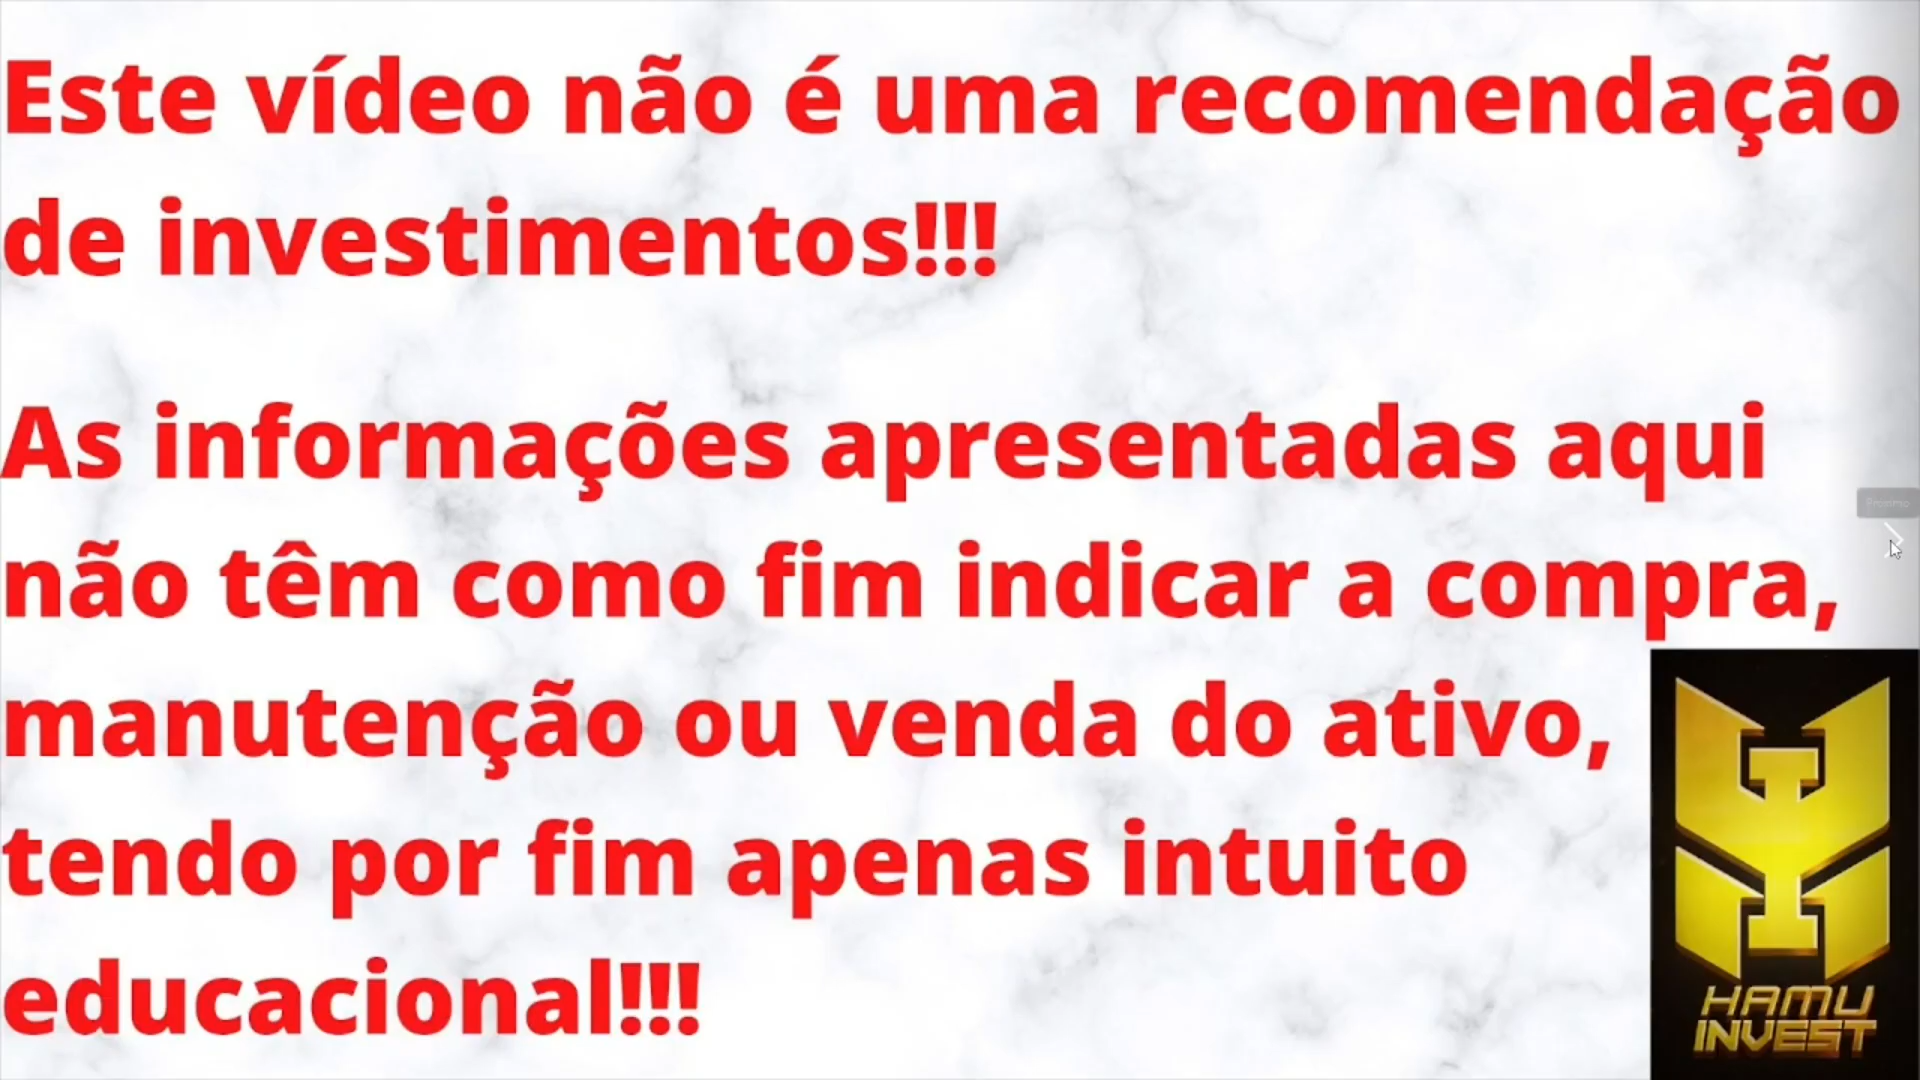 Este vídeo não é uma recomendação
de investimentos!!!
As informações apresentadas aqui
não têm como fim indicar a compra,
manutenção ou venda do ativo,
tendo por fim apenas intuito
educacional!!!
HAMU
INVEST